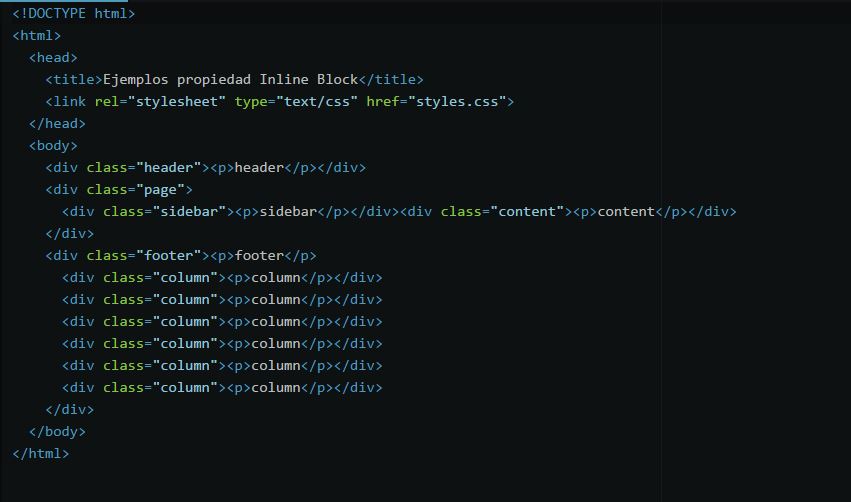 <!DOCTYPE html>
<html>
  <head>
    <title>Ejemplos propiedad Inline Block</title>
    <link rel="stylesheet" type="text/css" href="styles.css">
  </head>
  <body>
    <div class="header"><p>header</p></div>
    <div class="page">
      <div class="sidebar"><p>sidebar</p></div><div class="content"><p>content</p></div>
    </div>
    <div class="footer"><p>footer</p>
      <div class="column"><p>column</p></div>
      <div class="column"><p>column</p></div>
      <div class="column"><p>column</p></div>
      <div class="column"><p>column</p></div>
      <div class="column"><p>column</p></div>
      <div class="column"><p>column</p></div>
    </div>
  </body>
</html>